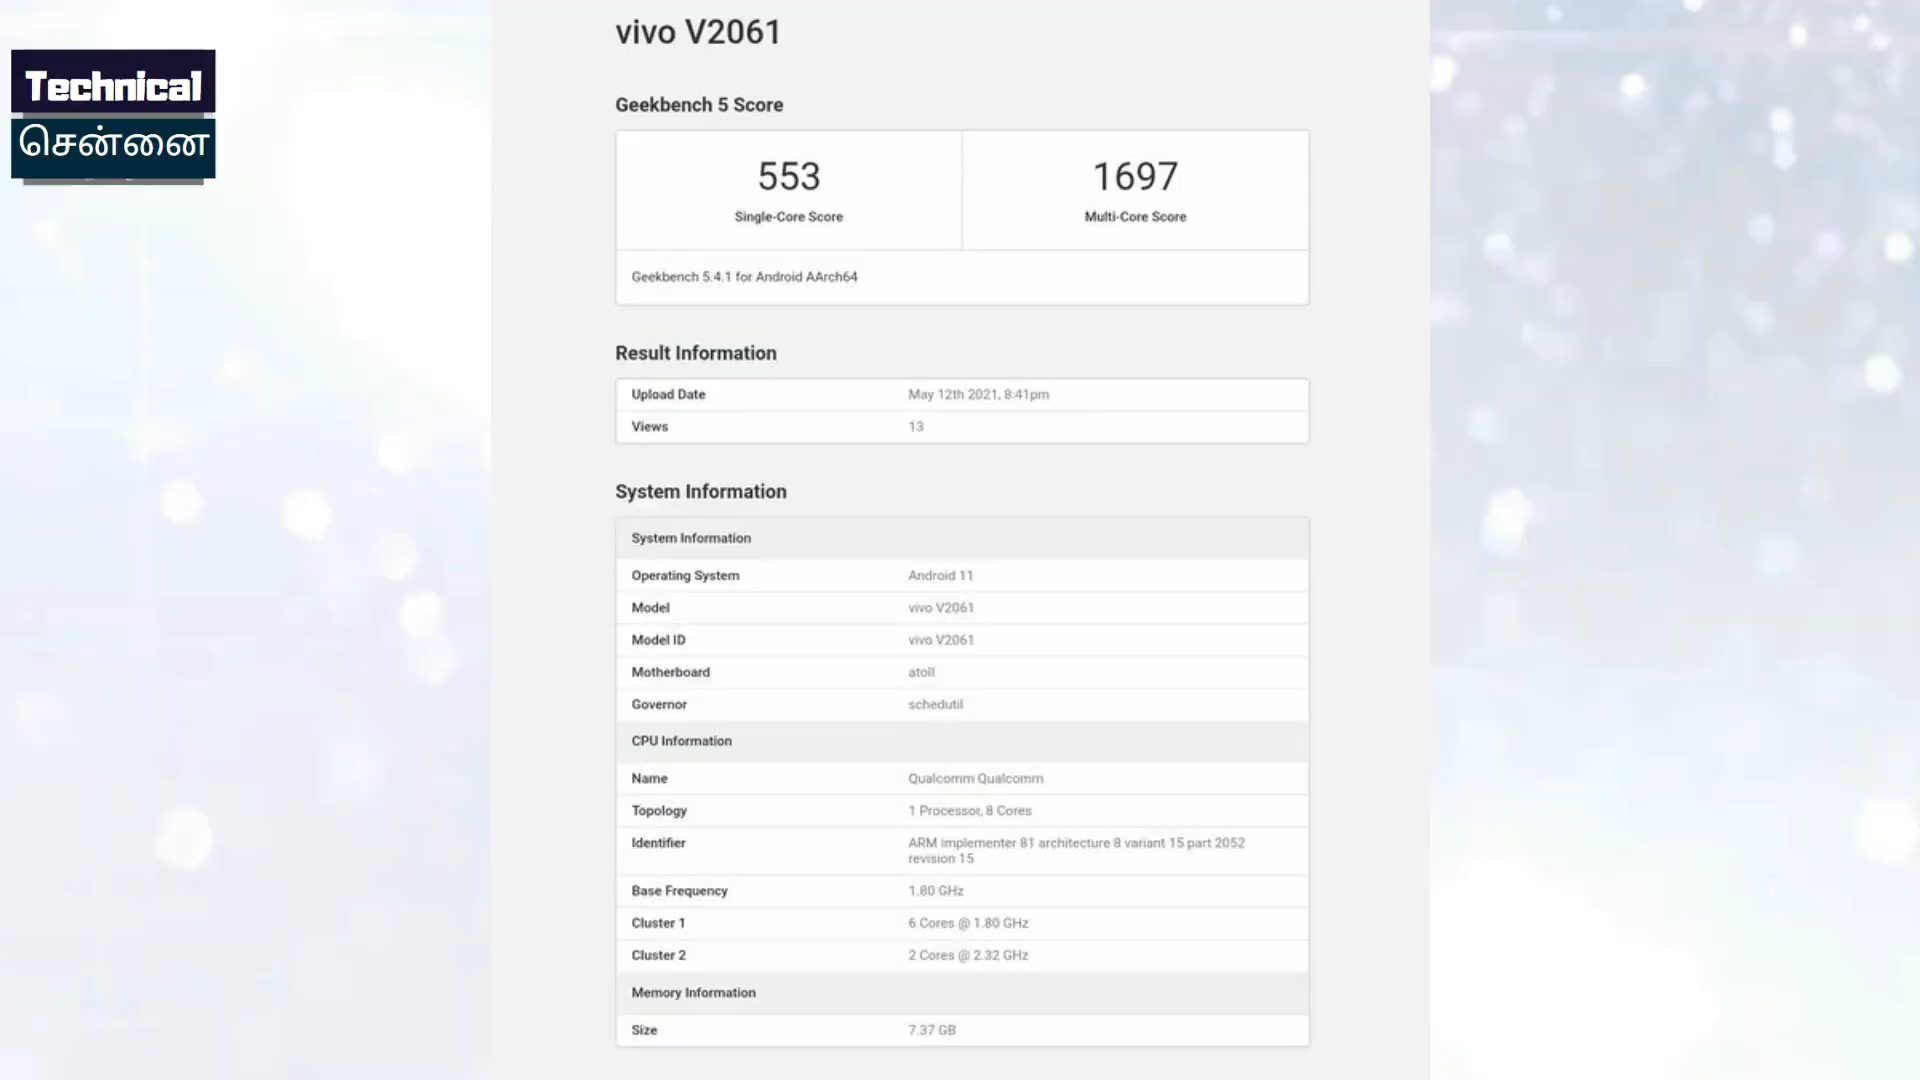 Technical
சென்னை
vivo V2061
Geekbench 5 Score
553
1697
Single-Core Score
Multi-Core Score
Geekbench 5.4.1 for Android AArch64
Result Information
Upload Date May 12th 2021, 8:41pm
Views 13
System Information
System Information
Operating System Android 11
Model vivo V2061
Model ID vivo V2061
Motherboard atoll
Governor schedutil
CPU Information
Name Qualcomm Qualcomm
Topology 1 Processor, 8 Cores
Identifier ARM implementer 81 architecture 8 variant 15 part 2052
revision 15
Base Frequency 1.80 GHz
Cluster 1 6 Cores @ 1.80 GHz
Cluster 2 2 Cores @ 2.32 GHz
Memory Information
Size 7.37 GB